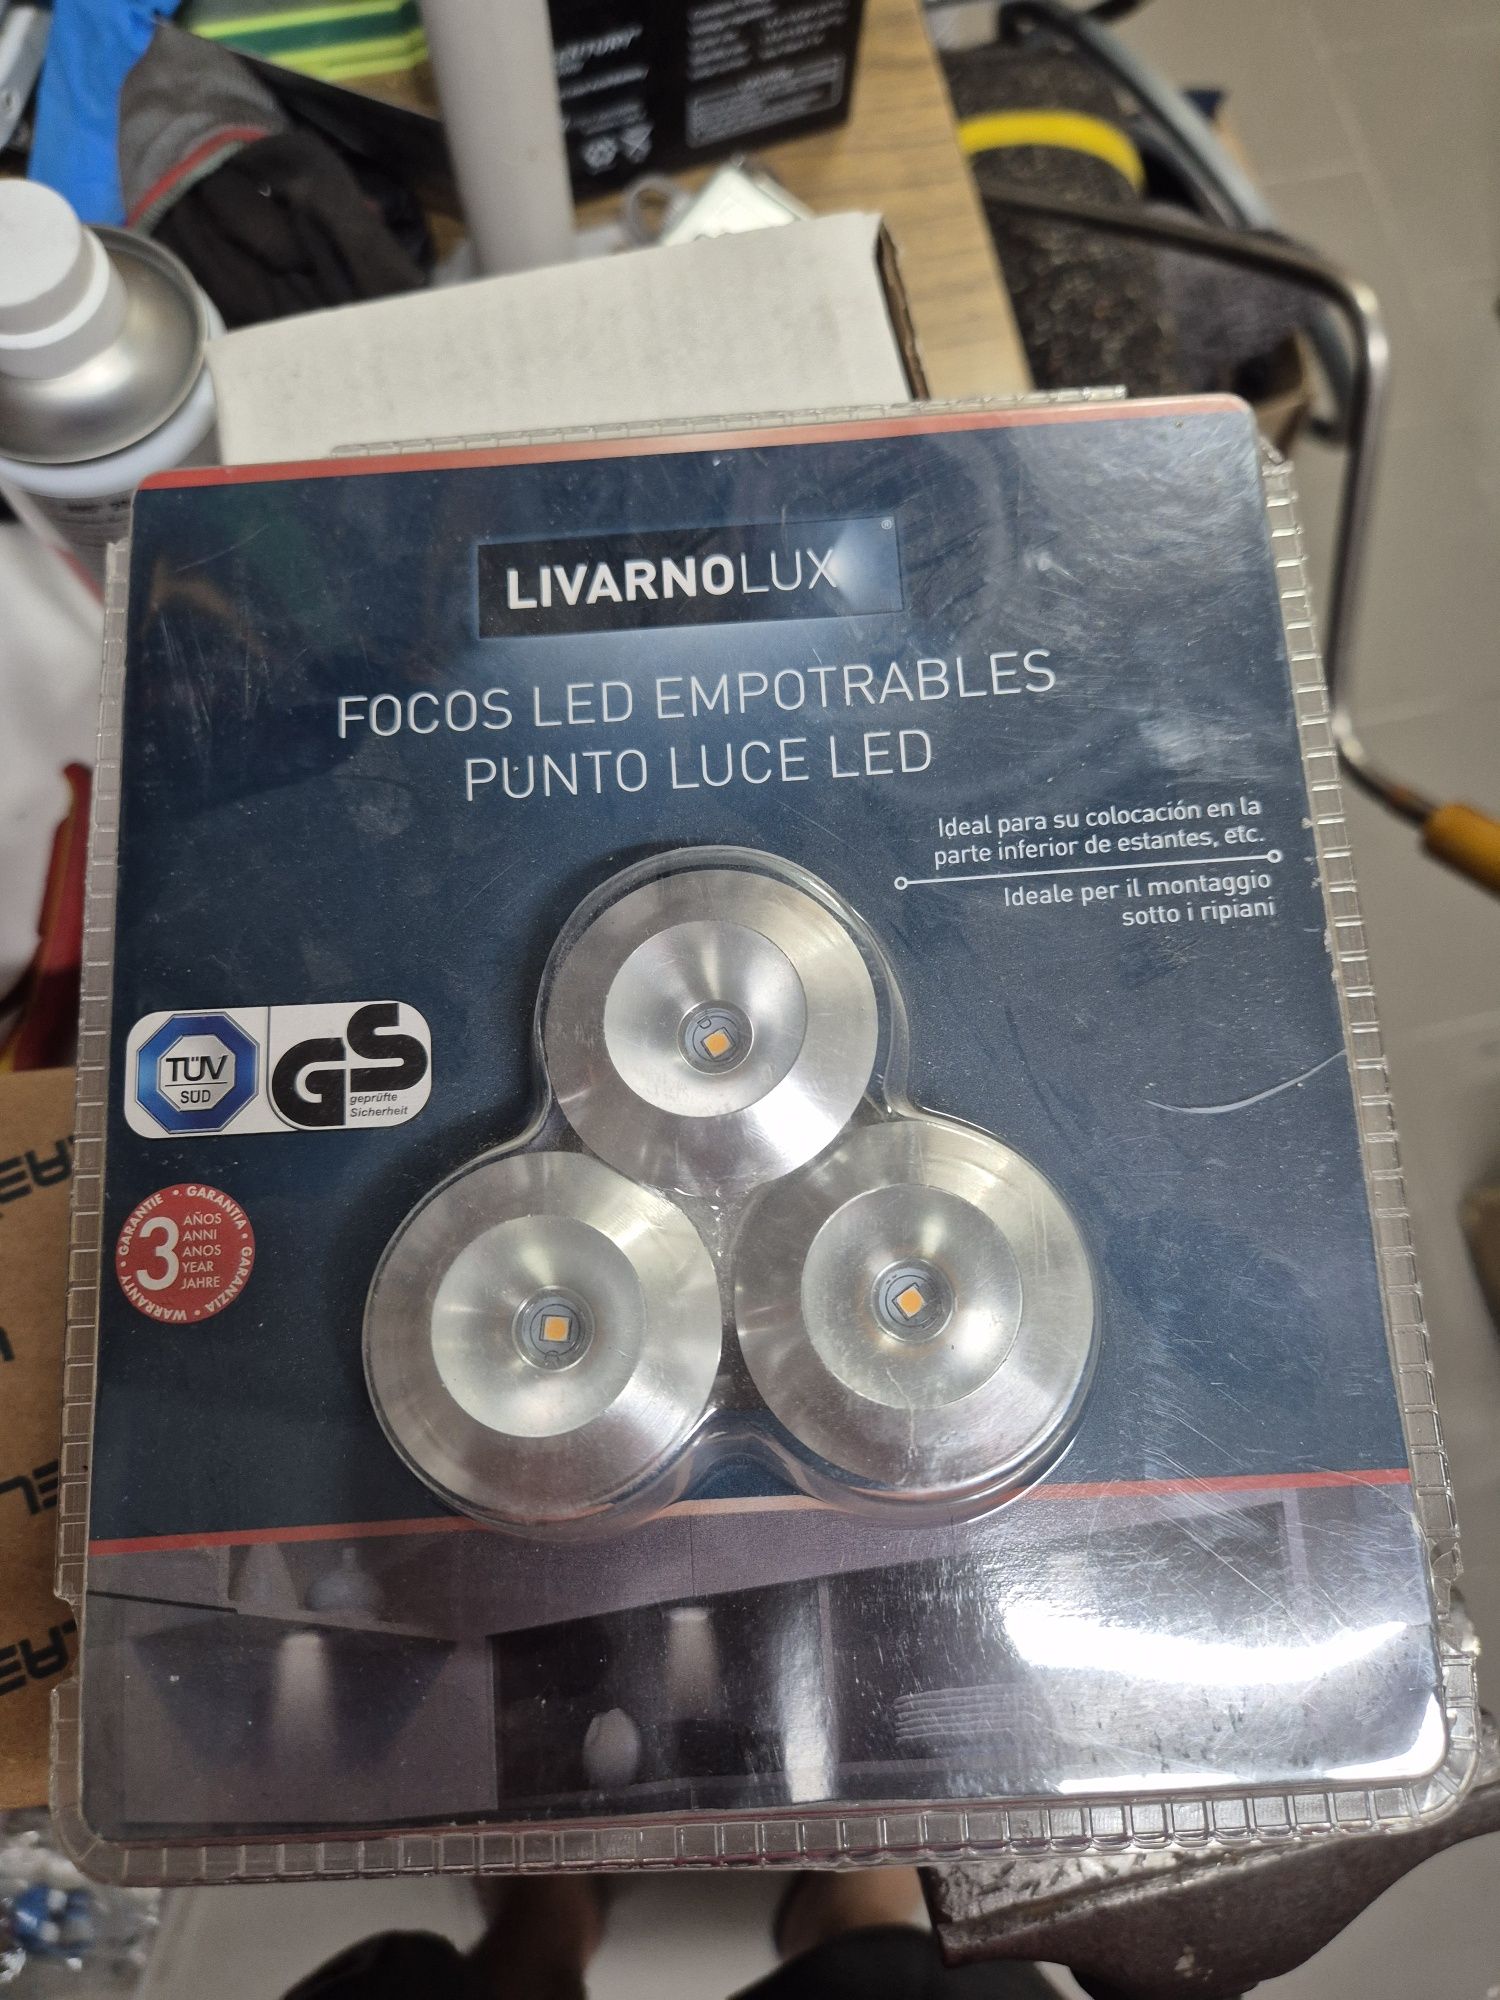 LIVARNOLUX®
FOCOS LED EMPOTRABLES
PUNTO LUCE LED
Ideal para su colocación en la
parte inferior de estantes, etc.
Ideale per il montaggio
sotto i ripiani
TÜV
SÜD
GS
geprüfte
Sicherheit
GARANTIE • GARANTIA • GARANZIA • WARRANTY •
3
AÑOS
ANNI
ANOS
YEAR
JAHRE